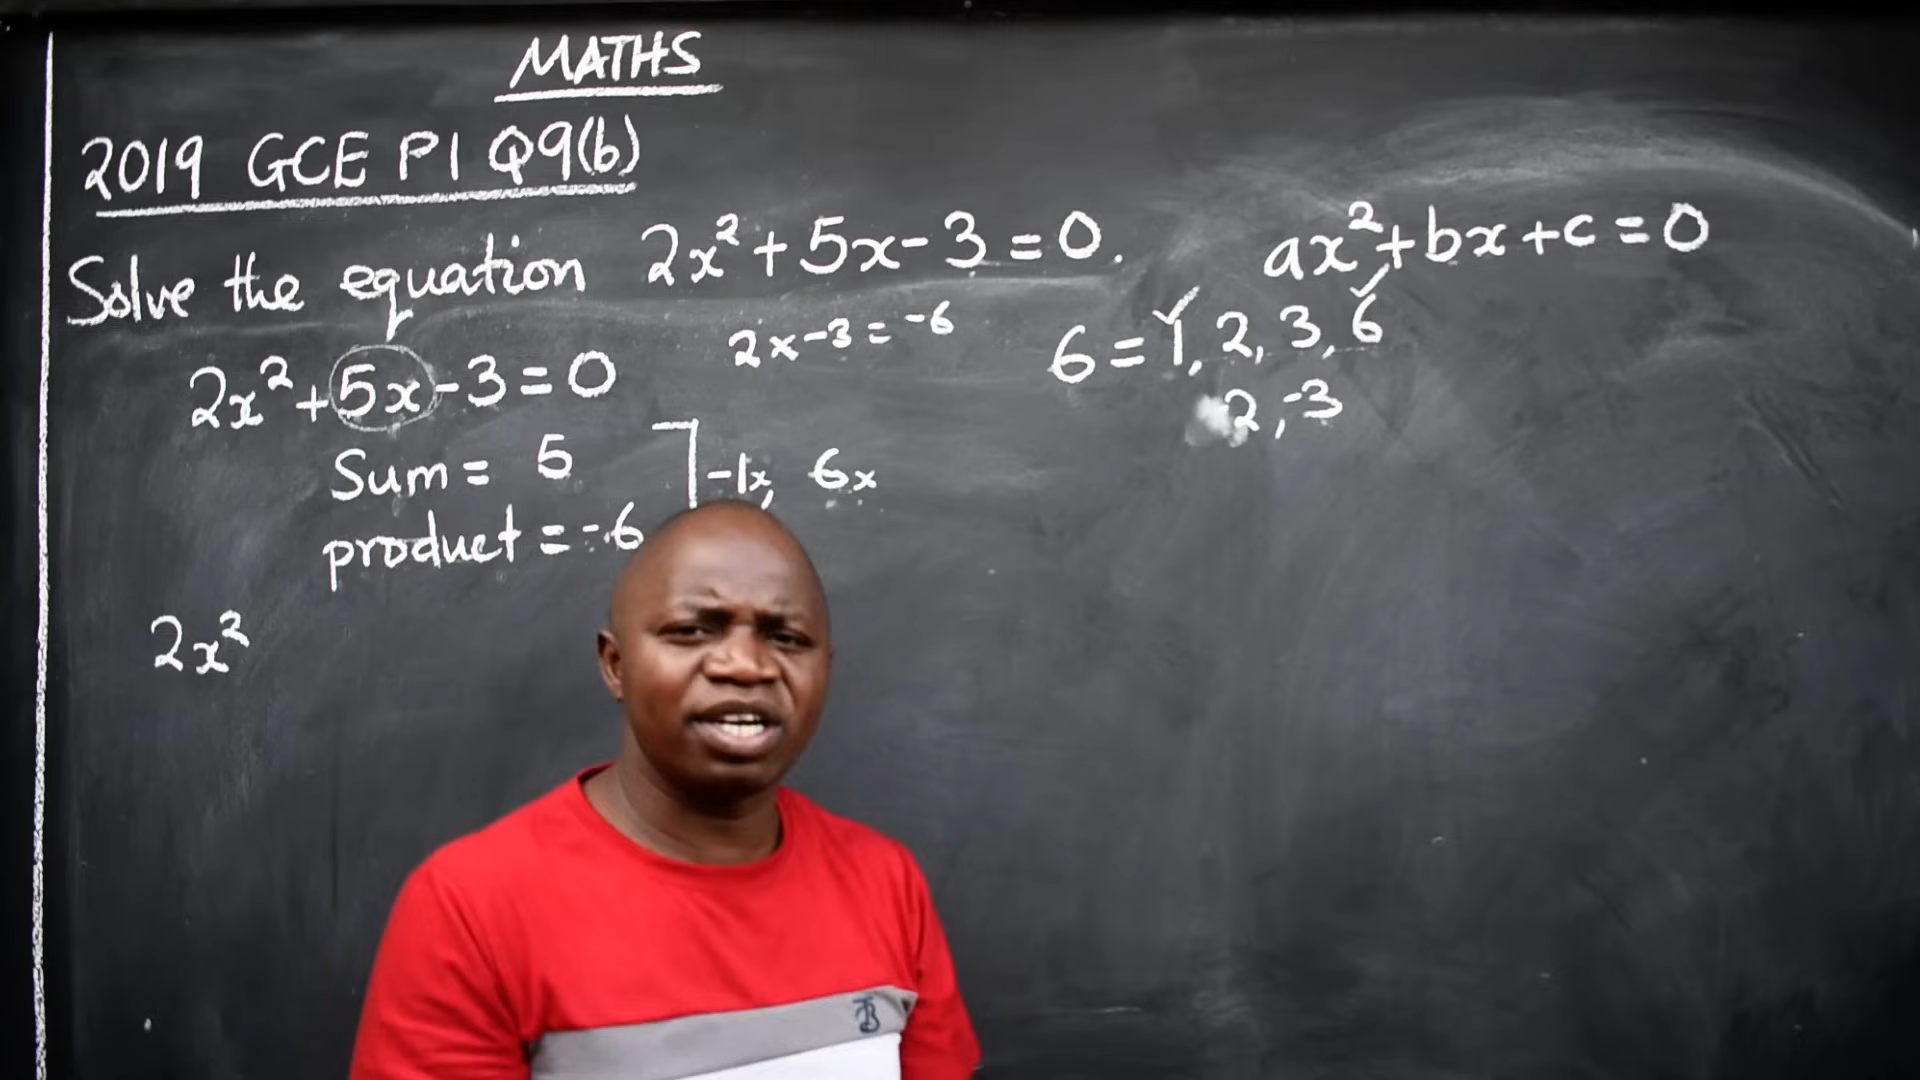 MATHS
2019 GCE P1 Q9(b)
Solve the equation 2x²+5x-3=0.
ax²+bx+c=0
2x-3=-6
6=1,2,3,6
2,-3
2x²+5x-3=0
Sum= 5
-1x, 6x
product=-6
2x²